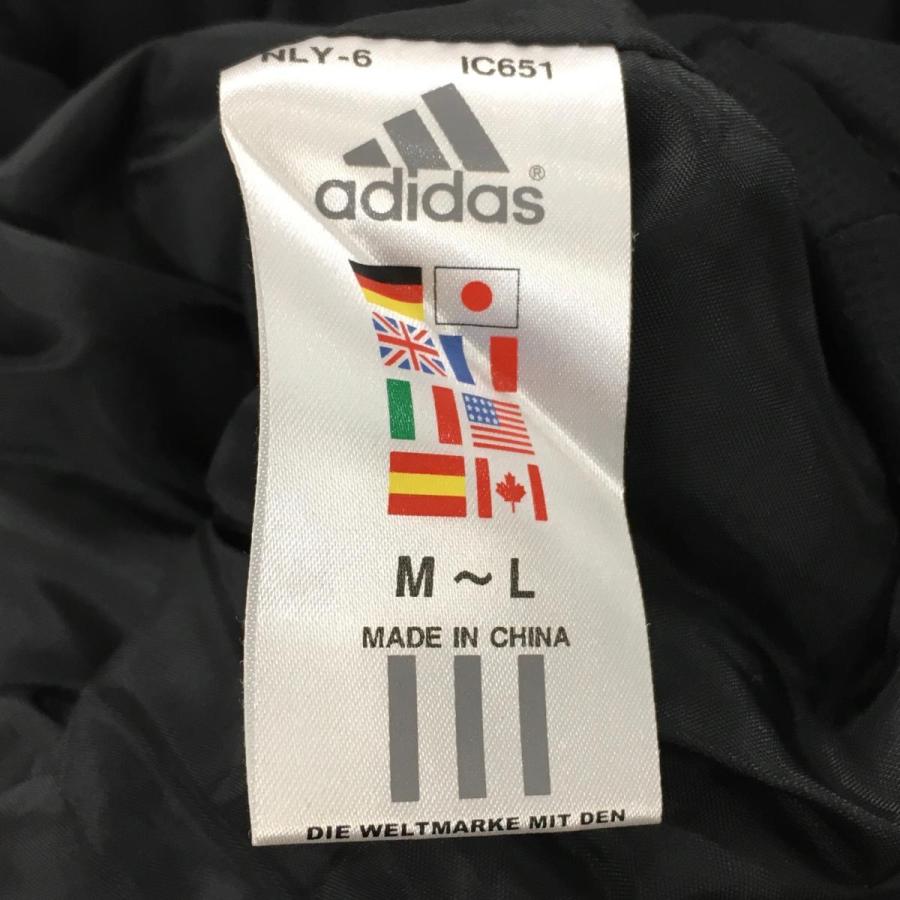 NLY-6 IC651
adidas®
M ~ L
MADE IN CHINA
DIE WELTMARKE MIT DEN